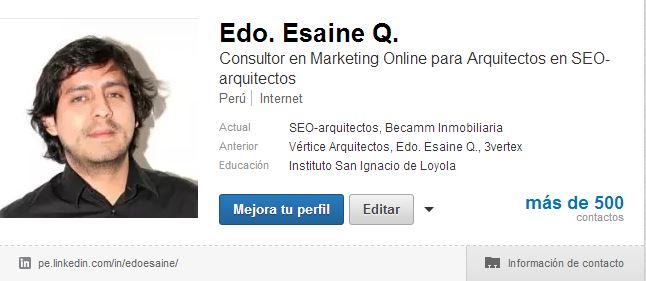 Edo. Esaine Q.
Consultor en Marketing Online para Arquitectos en SEO-
arquitectos
Perú | Internet
Actual SEO-arquitectos, Becamm Inmobiliaria
Anterior Vértice Arquitectos, Edo. Esaine Q., 3vertex
Educación Instituto San Ignacio de Loyola
Mejora tu perfil Editar más de 500
contactos
in pe.linkedin.com/in/edoesaine/ Información de contacto